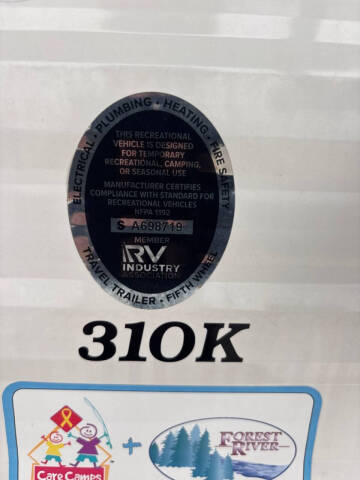 ELECTRICAL • PLUMBING • HEATING • FIRE SAFETY
THIS RECREATIONAL
VEHICLE IS DESIGNED
FOR TEMPORARY
RECREATIONAL, CAMPING,
OR SEASONAL USE
MANUFACTURER CERTIFIES
COMPLIANCE WITH STANDARD FOR
RECREATIONAL VEHICLES
NFPA 1192
S A698719
MEMBER
RV
INDUSTRY
ASSOCIATION
TRAVEL TRAILER • FIFTH WHEEL
310K
+
FOREST
RIVER
Care Camps